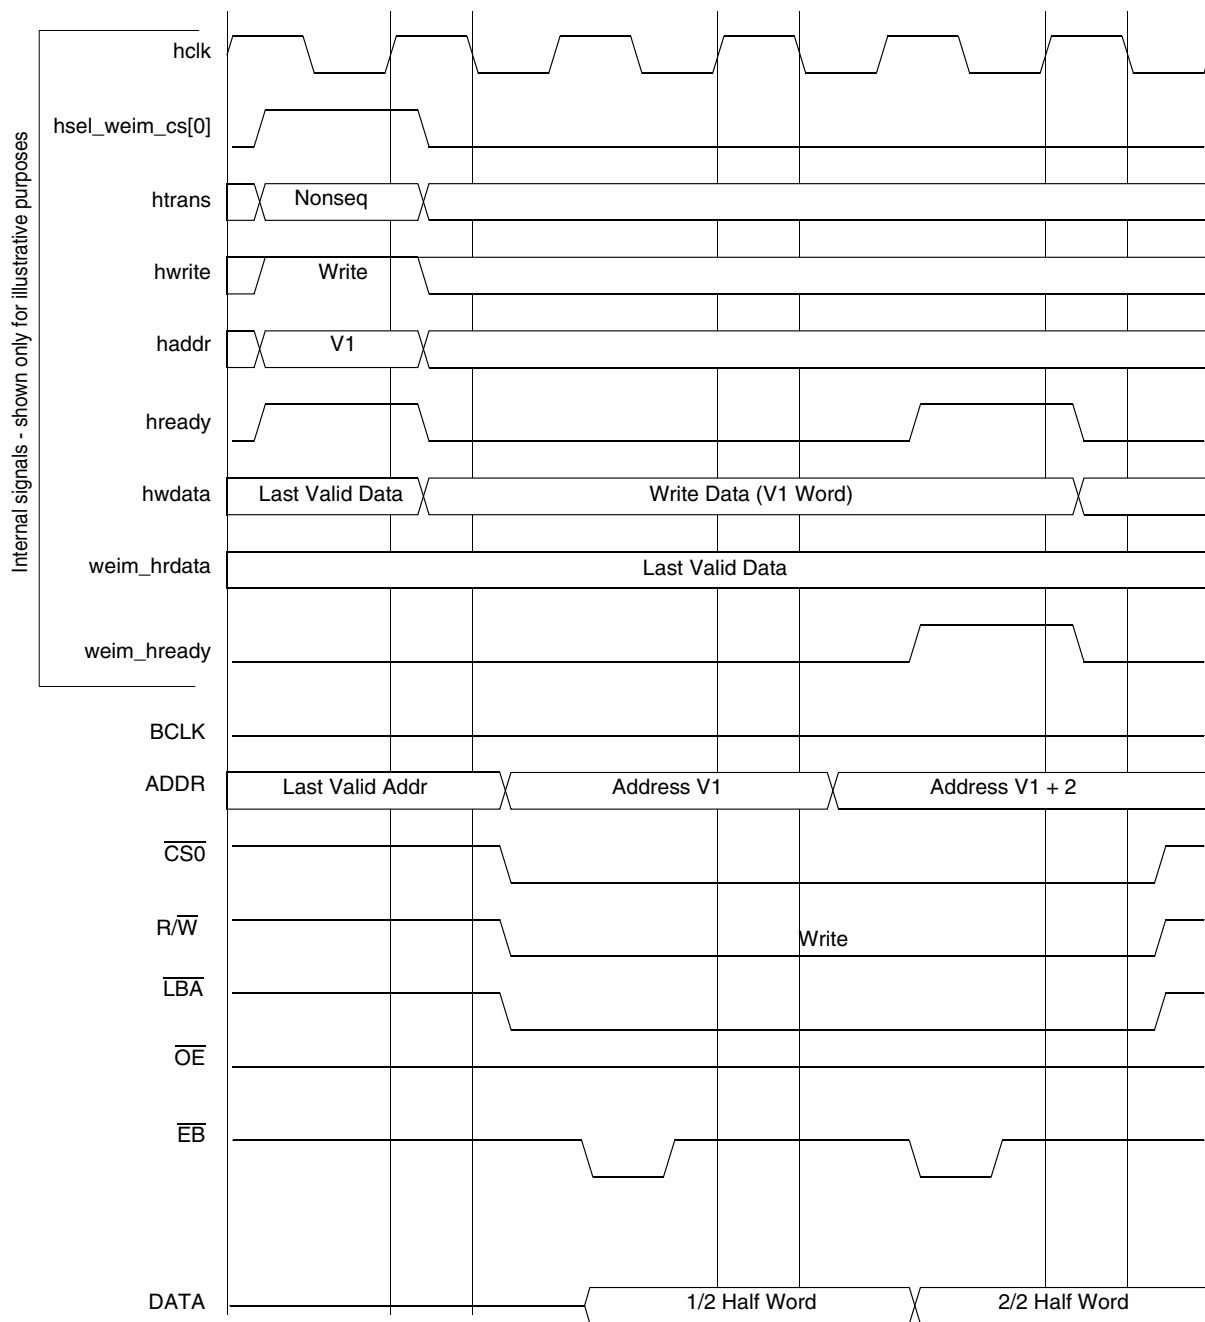 Internal signals - shown only for illustrative purposes
hclk
hsel_weim_cs[0]
htrans Nonseq
hwrite Write
haddr V1
hready
hwdata Last Valid Data Write Data (V1 Word)
weim_hrdata Last Valid Data
weim_hready
BCLK
ADDR Last Valid Addr Address V1 Address V1 + 2
CS0
R/W Write
LBA
OE
EB
DATA 1/2 Half Word 2/2 Half Word